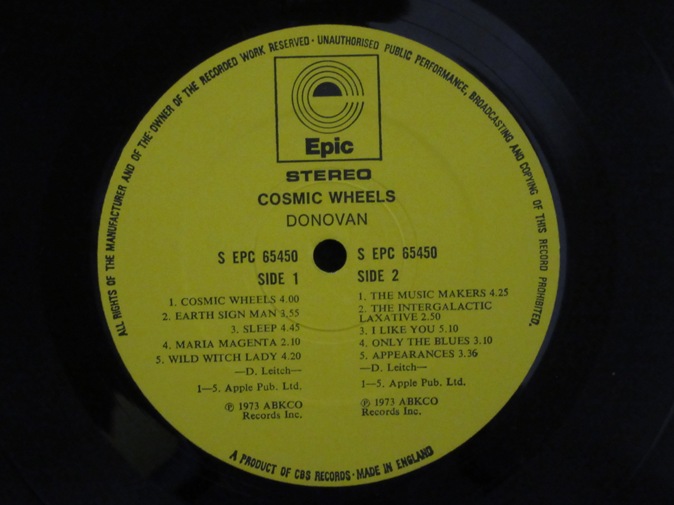 ALL RIGHTS OF THE MANUFACTURER AND OF THE OWNER OF THE RECORDED WORK RESERVED · UNAUTHORISED PUBLIC PERFORMANCE, BROADCASTING AND COPYING OF THIS RECORD PROHIBITED.
Epic
STEREO
COSMIC WHEELS
DONOVAN
S EPC 65450
SIDE 1
1. COSMIC WHEELS 4.00
2. EARTH SIGN MAN 3.55
3. SLEEP 4.45
4. MARIA MAGENTA 2.10
5. WILD WITCH LADY 4.20
—D. Leitch—
1—5. Apple Pub. Ltd.
℗ 1973 ABKCO
Records Inc.
S EPC 65450
SIDE 2
1. THE MUSIC MAKERS 4.25
2. THE INTERGALACTIC
LAXATIVE 2.50
3. I LIKE YOU 5.10
4. ONLY THE BLUES 3.10
5. APPEARANCES 3.36
—D. Leitch—
1—5. Apple Pub. Ltd.
℗ 1973 ABKCO
Records Inc.
A PRODUCT OF CBS RECORDS · MADE IN ENGLAND